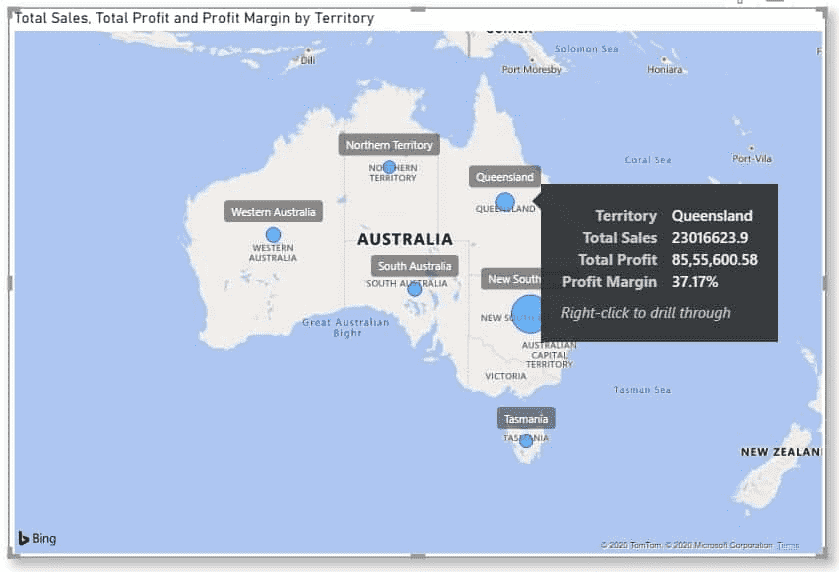 Total Sales, Total Profit and Profit Margin by Territory
Solomon Sea
Dili
Port Moresby
Honiara
Northern Territory
NORTHERN
TERRITORY
Coral Sea
Port-Vila
Queensland
QUEENSLAND
Territory Queensland
Total Sales 23016623.9
Total Profit 85,55,600.58
Profit Margin 37.17%
Right-click to drill through
Western Australia
WESTERN
AUSTRALIA
AUSTRALIA
South Australia
SOUTH AUSTRALIA
New South
NEW SOUTH
Great Australian
Bight
AUSTRALIAN
CAPITAL
TERRITORY
VICTORIA
Tasman Sea
Tasmania
TASMANIA
NEW ZEALAN
Bing
© 2020 TomTom, © 2020 Microsoft Corporation Terms